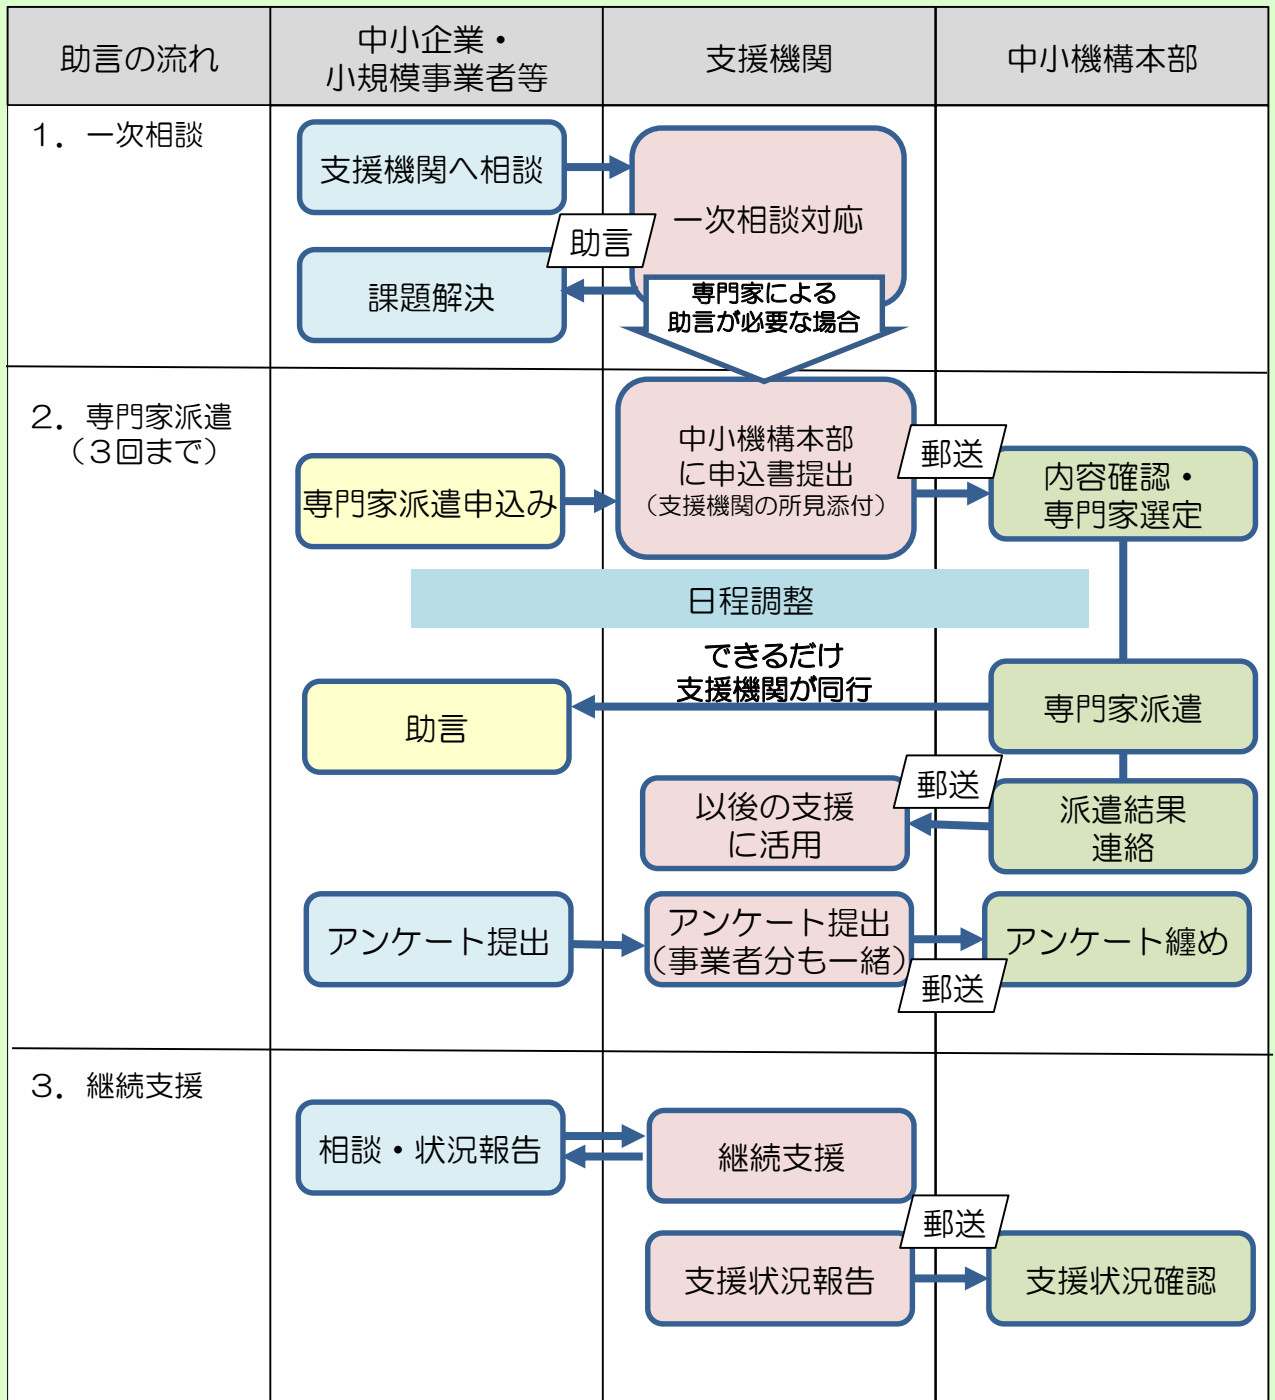 助言の流れ
中小企業・
小規模事業者等
支援機関
中小機構本部
１．一次相談
支援機関へ相談
一次相談対応
助言
課題解決
専門家による
助言が必要な場合
２．専門家派遣
（３回まで）
専門家派遣申込み
中小機構本部
に申込書提出
（支援機関の所見添付）
郵送
内容確認・
専門家選定
日程調整
できるだけ
支援機関が同行
助言
専門家派遣
郵送
以後の支援
に活用
派遣結果
連絡
アンケート提出
アンケート提出
（事業者分も一緒）
郵送
アンケート纏め
３．継続支援
相談・状況報告
継続支援
郵送
支援状況報告
支援状況確認